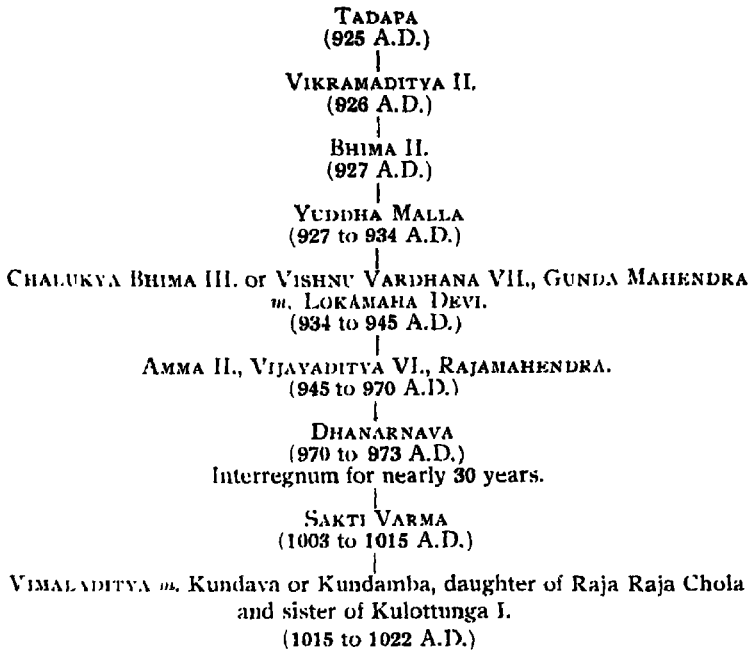 TADAPA
(925 A.D.)
VIKRAMADITYA II.
(926 A.D.)
BHIMA II.
(927 A.D.)
YUDDHA MALLA
(927 to 934 A.D.)
CHALUKYA BHIMA III. or VISHNU VARDHANA VII., GUNDA MAHENDRA
m. LOKAMAHA DEVI.
(934 to 945 A.D.)
AMMA II., VIJAYADITYA VI., RAJAMAHENDRA.
(945 to 970 A.D.)
DHANARNAVA
(970 to 973 A.D.)
Interregnum for nearly 30 years.
SAKTI VARMA
(1003 to 1015 A.D.)
VIMALADITYA m. Kundava or Kundamba, daughter of Raja Raja Chola
and sister of Kulottunga I.
(1015 to 1022 A.D.)